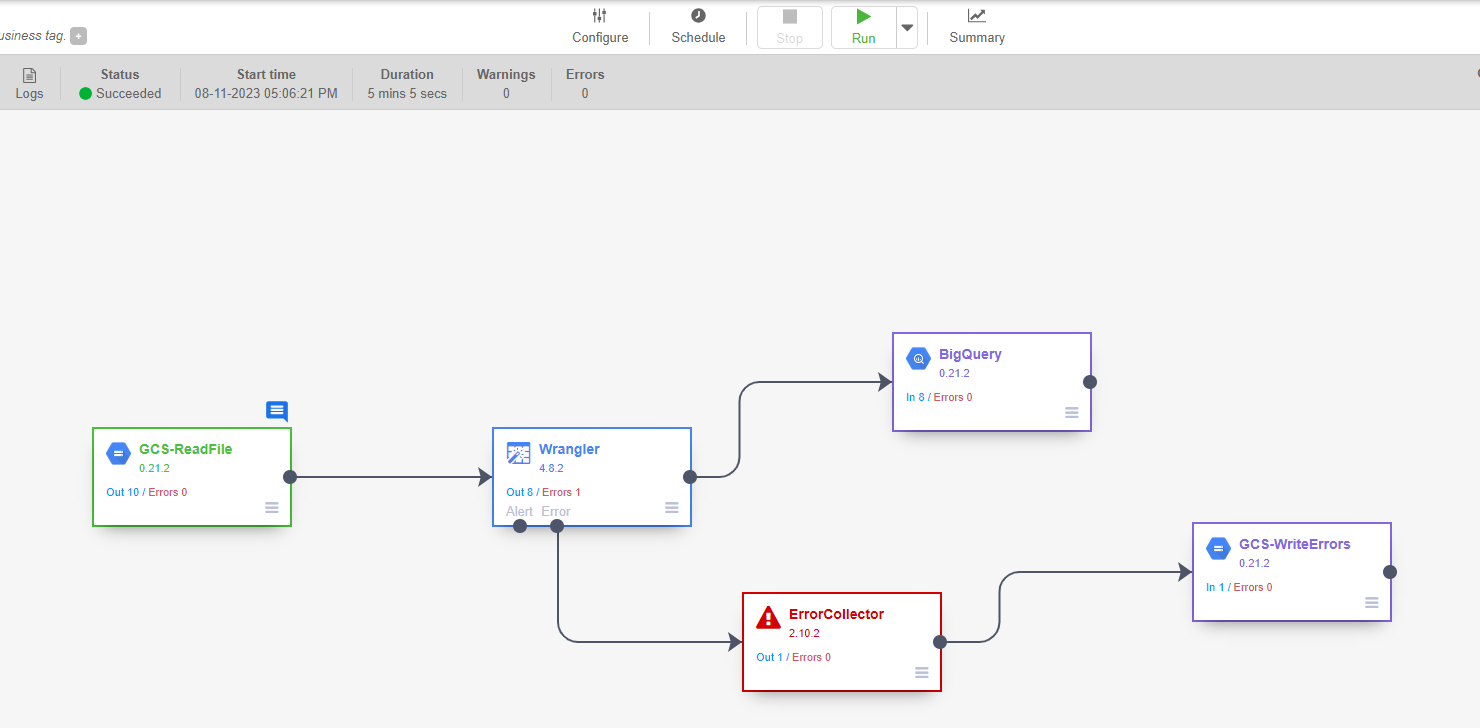 usiness tag. +
Configure
Schedule
Stop
Run
Summary
Logs
Status
Succeeded
Start time
08-11-2023 05:06:21 PM
Duration
5 mins 5 secs
Warnings
0
Errors
0
BigQuery
0.21.2
In 8 / Errors 0
GCS-ReadFile
0.21.2
Out 10 / Errors 0
Wrangler
4.8.2
Out 8 / Errors 1
Alert Error
GCS-WriteErrors
0.21.2
In 1 / Errors 0
ErrorCollector
2.10.2
Out 1 / Errors 0